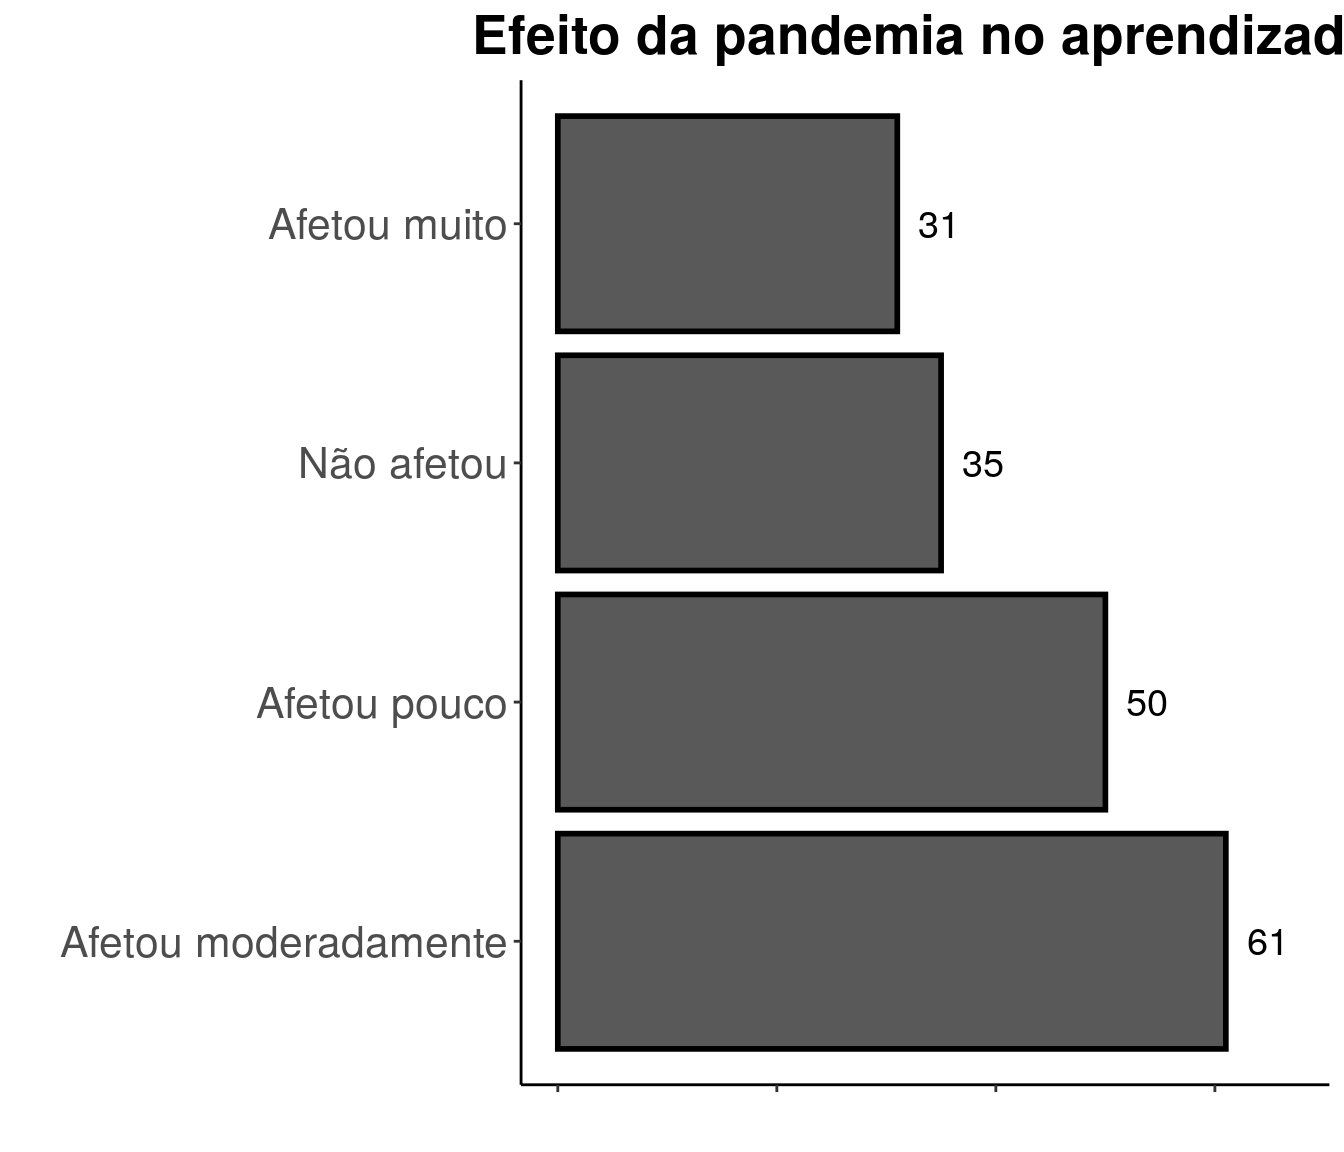 Efeito da pandemia no aprendizad
Afetou muito
31
Não afetou
35
Afetou pouco
50
Afetou moderadamente
61